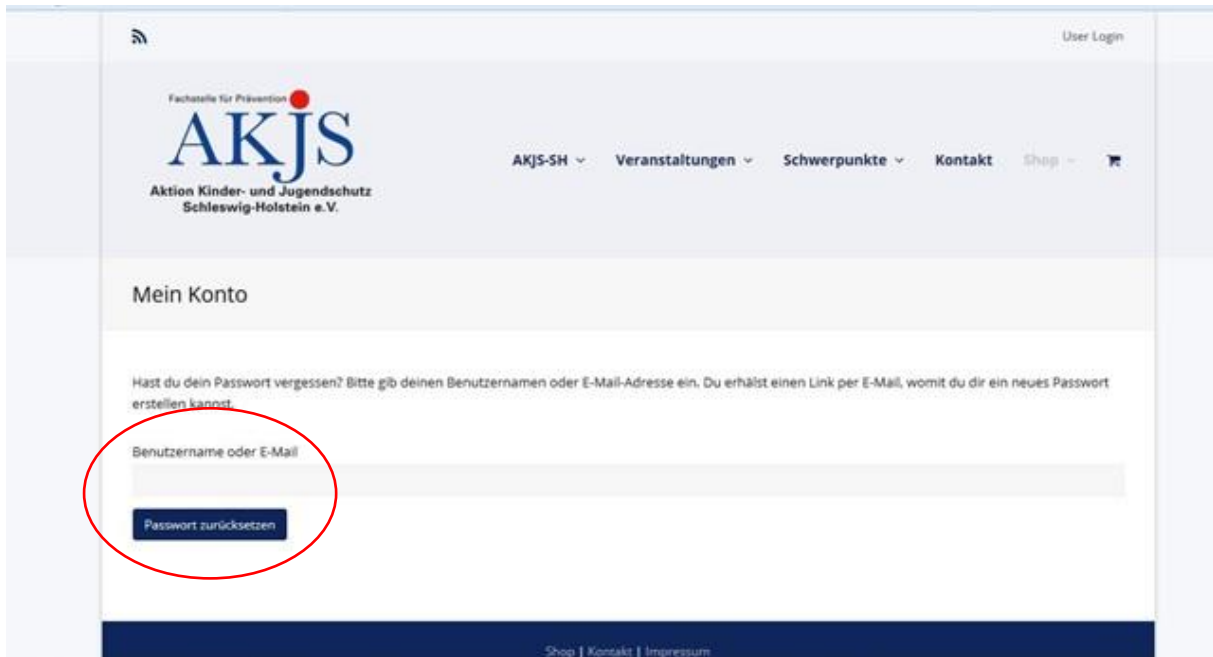 User Login
Fachstelle für Prävention
AKJS
Aktion Kinder- und Jugendschutz
Schleswig-Holstein e.V.
AKJS-SH Veranstaltungen Schwerpunkte Kontakt Shop
Mein Konto
Hast du dein Passwort vergessen? Bitte gib deinen Benutzernamen oder E-Mail-Adresse ein. Du erhälst einen Link per E-Mail, womit du dir ein neues Passwort
erstellen kannst.
Benutzername oder E-Mail
Passwort zurücksetzen
Shop | Kontakt | Impressum